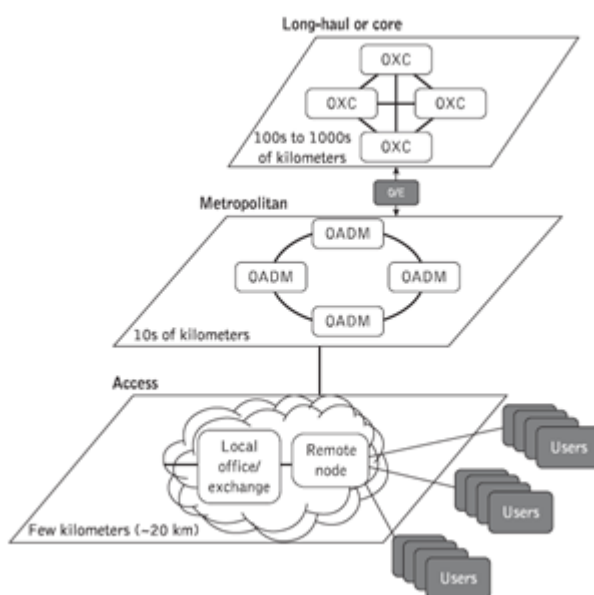 Long-haul or core
OXC
OXC
OXC
OXC
100s to 1000s
of kilometers
O/E
Metropolitan
OADM
OADM
OADM
OADM
10s of kilometers
Access
Local
office/
exchange
Remote
node
Users
Users
Users
Few kilometers (~20 km)